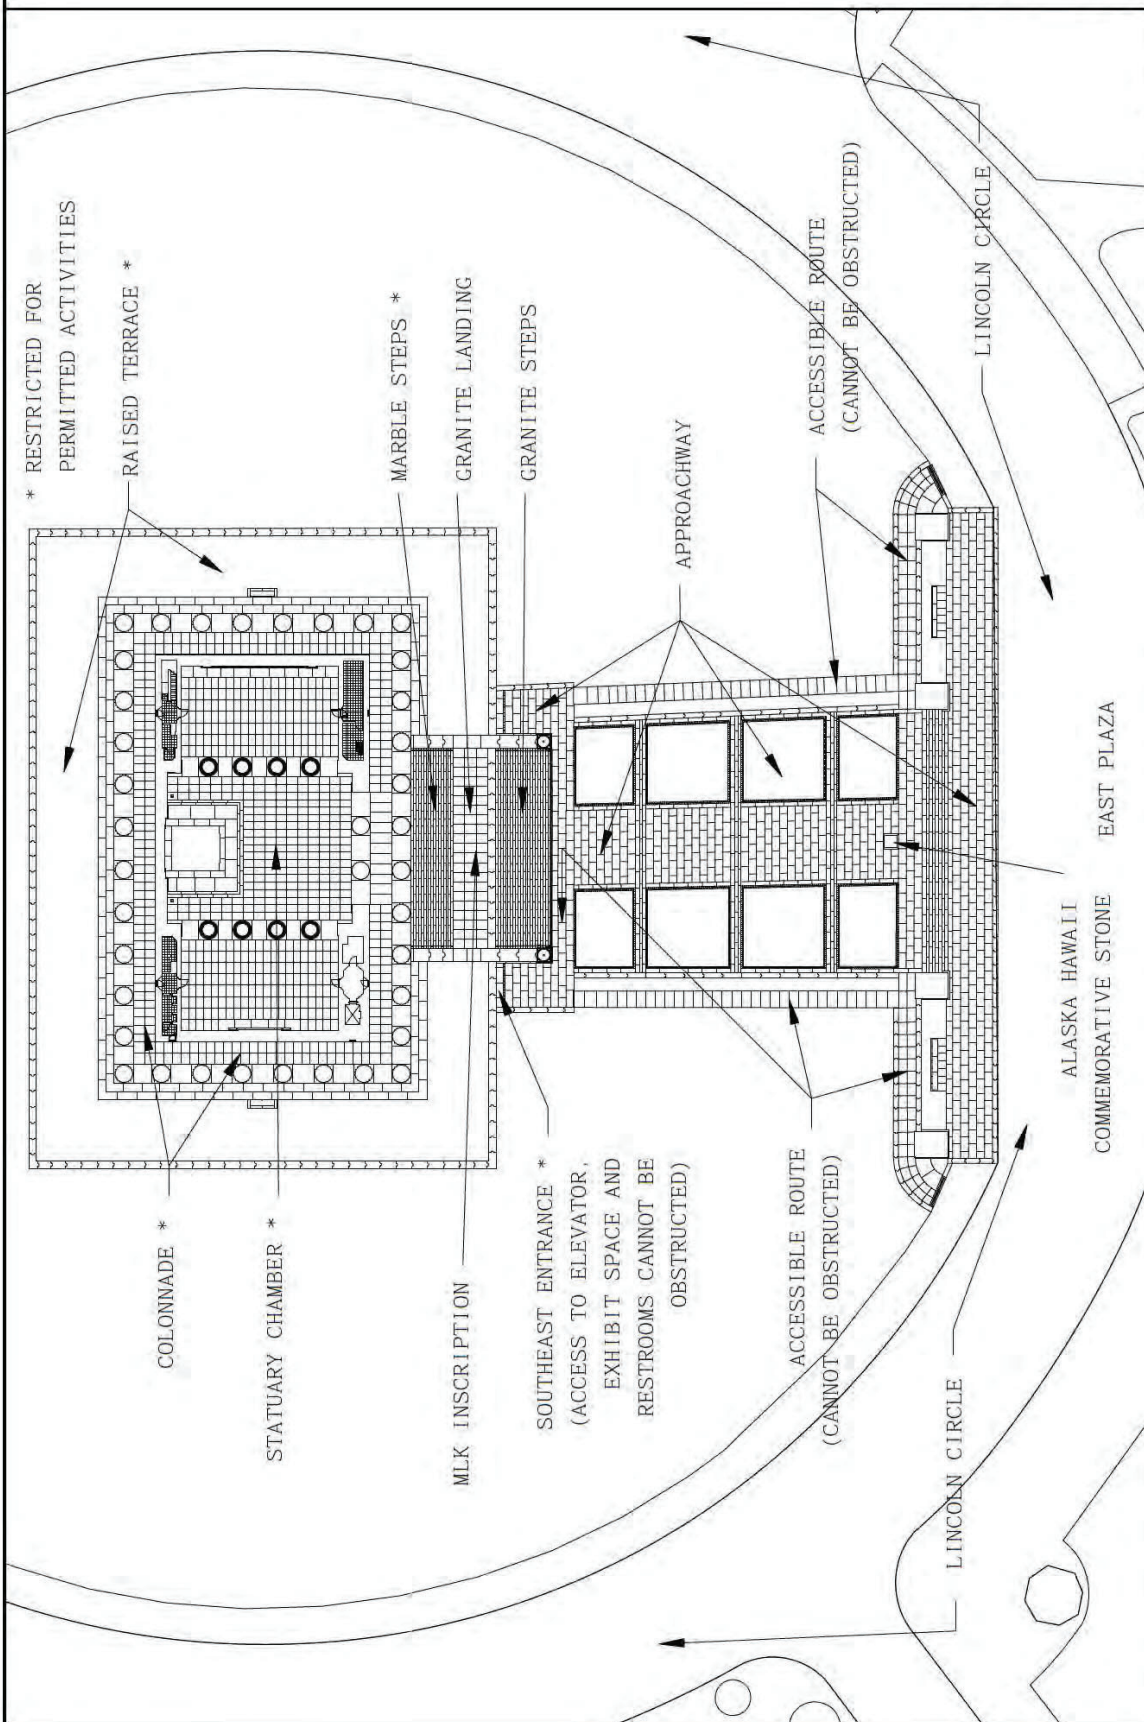 * RESTRICTED FOR
PERMITTED ACTIVITIES
RAISED TERRACE *
MARBLE STEPS *
GRANITE LANDING
GRANITE STEPS
APPROACHWAY
ACCESSIBLE ROUTE
(CANNOT BE OBSTRUCTED)
LINCOLN CIRCLE
COLONNADE *
STATUARY CHAMBER *
MLK INSCRIPTION
SOUTHEAST ENTRANCE *
(ACCESS TO ELEVATOR,
EXHIBIT SPACE AND
RESTROOMS CANNOT BE
OBSTRUCTED)
ACCESSIBLE ROUTE
(CANNOT BE OBSTRUCTED)
LINCOLN CIRCLE
ALASKA HAWAII
COMMEMORATIVE STONE
EAST PLAZA